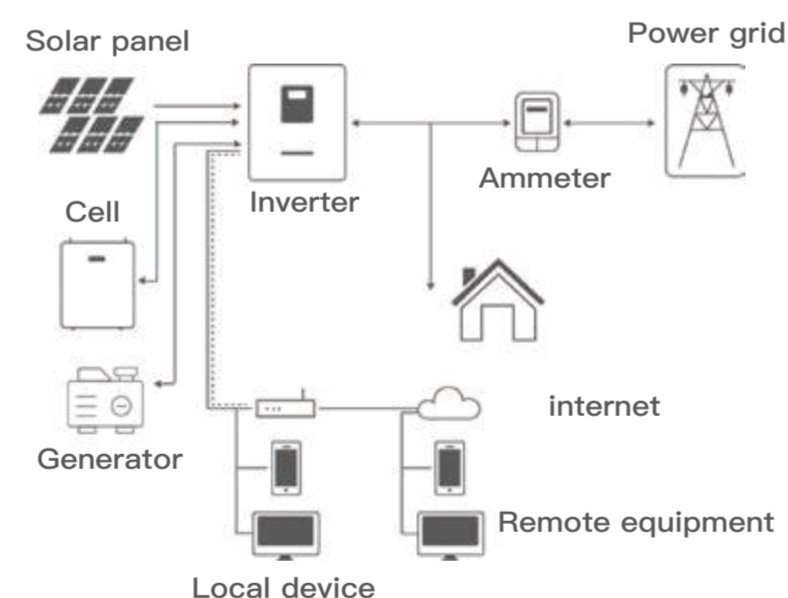 Solar panel
Power grid
Ammeter
Inverter
Cell
internet
Generator
Remote equipment
Local device